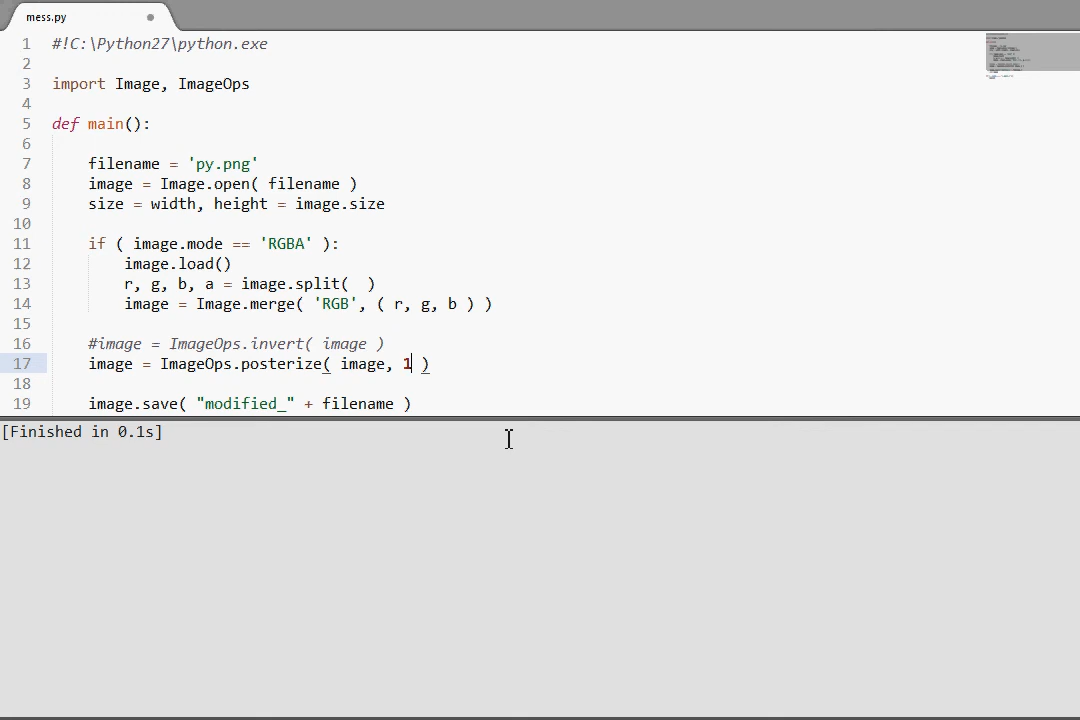 mess.py
1 #!C:\Python27\python.exe
2
3 import Image, ImageOps
4
5 def main():
6
7 filename = 'py.png'
8 image = Image.open( filename )
9 size = width, height = image.size
10
11 if ( image.mode == 'RGBA' ):
12 image.load()
13 r, g, b, a = image.split(  )
14 image = Image.merge( 'RGB', ( r, g, b ) )
15
16 #image = ImageOps.invert( image )
17 image = ImageOps.posterize( image, 1 )
18
19 image.save( "modified_" + filename )
[Finished in 0.1s]